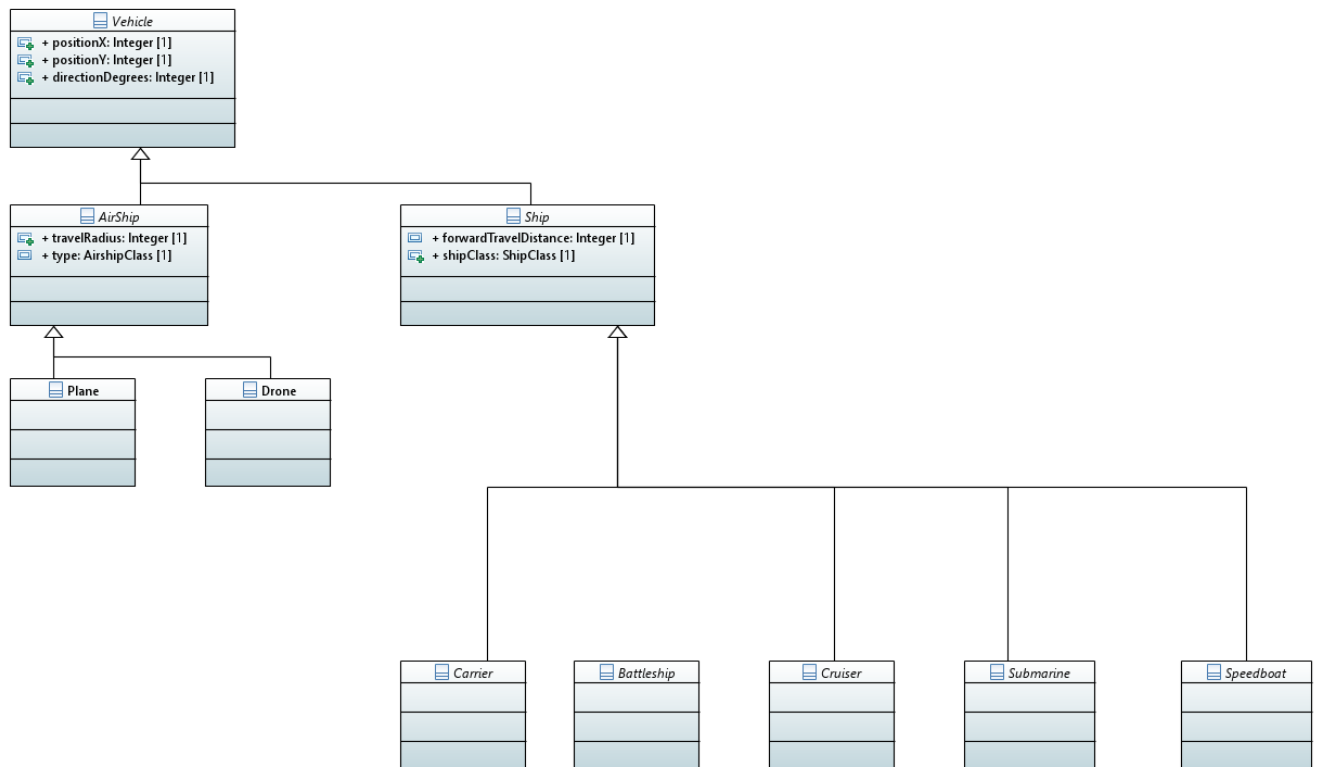 Vehicle
+ positionX: Integer [1]
+ positionY: Integer [1]
+ directionDegrees: Integer [1]
AirShip
+ travelRadius: Integer [1]
+ type: AirshipClass [1]
Ship
+ forwardTravelDistance: Integer [1]
+ shipClass: ShipClass [1]
Plane
Drone
Carrier
Battleship
Cruiser
Submarine
Speedboat